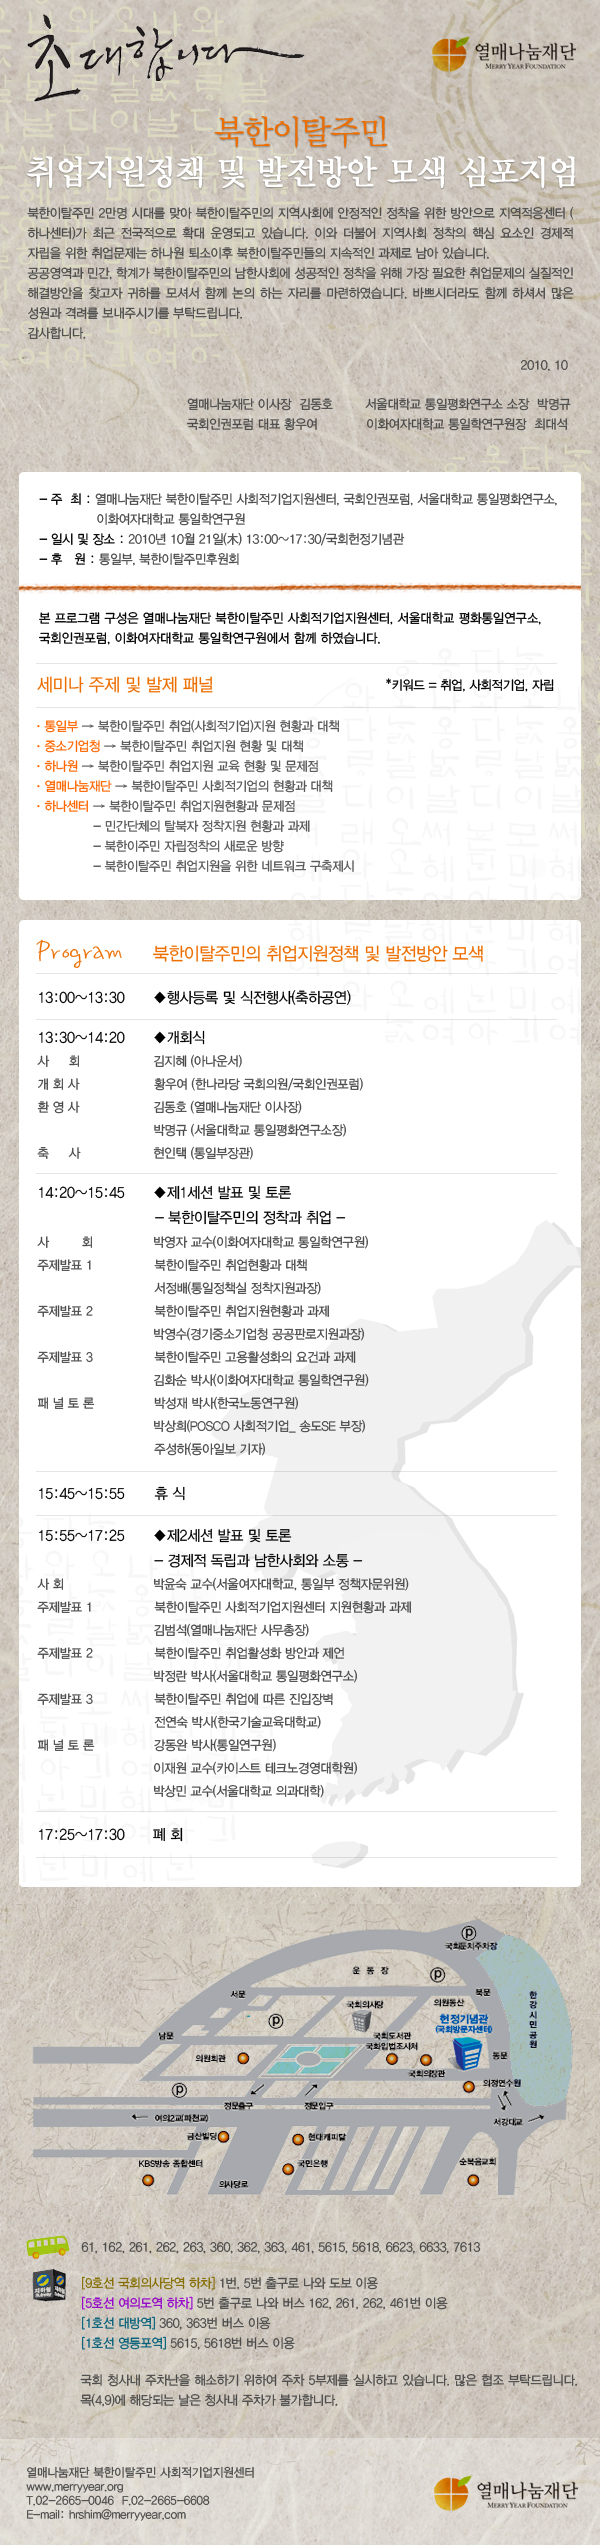 초대합니다
열매나눔재단
MERRY YEAR FOUNDATION
북한이탈주민
취업지원정책 및 발전방안 모색 심포지엄
북한이탈주민 2만명 시대를 맞아 북한이탈주민의 지역사회에 안정적인 정착을 위한 방안으로 지역적응센터 (
하나센터)가 최근 전국적으로 확대 운영되고 있습니다. 이와 더불어 지역사회 정착의 핵심 요소인 경제적
자립을 위한 취업문제는 하나원 퇴소이후 북한이탈주민들의 지속적인 과제로 남아 있습니다.
공공영역과 민간, 학계가 북한이탈주민의 남한사회에 성공적인 정착을 위해 가장 필요한 취업문제의 실질적인
해결방안을 찾고자 귀하를 모셔서 함께 논의 하는 자리를 마련하였습니다. 바쁘시더라도 함께 하셔서 많은
성원과 격려를 보내주시기를 부탁드립니다.
감사합니다.
2010. 10
열매나눔재단 이사장 김동호 서울대학교 통일평화연구소 소장 박명규
국회인권포럼 대표 황우여 이화여자대학교 통일학연구원장 최대석
- 주 최 : 열매나눔재단 북한이탈주민 사회적기업지원센터, 국회인권포럼, 서울대학교 통일평화연구소,
이화여자대학교 통일학연구원
- 일시 및 장소 : 2010년 10월 21일(木) 13:00~17:30/국회헌정기념관
- 후 원 : 통일부, 북한이탈주민후원회
본 프로그램 구성은 열매나눔재단 북한이탈주민 사회적기업지원센터, 서울대학교 평화통일연구소,
국회인권포럼, 이화여자대학교 통일학연구원에서 함께 하였습니다.
세미나 주제 및 발제 패널 *키워드 = 취업, 사회적기업, 자립
· 통일부 → 북한이탈주민 취업(사회적기업)지원 현황과 대책
· 중소기업청 → 북한이탈주민 취업지원 현황 및 대책
· 하나원 → 북한이탈주민 취업지원 교육 현황 및 문제점
· 열매나눔재단 → 북한이탈주민 사회적기업의 현황과 대책
· 하나센터 → 북한이탈주민 취업지원현황과 문제점
- 민간단체의 탈북자 정착지원 현황과 과제
- 북한이주민 자립정착의 새로운 방향
- 북한이탈주민 취업지원을 위한 네트워크 구축제시
Program 북한이탈주민의 취업지원정책 및 발전방안 모색
13:00~13:30 ◆행사등록 및 식전행사(축하공연)
13:30~14:20 ◆개회식
사 회 김지혜 (아나운서)
개 회 사 황우여 (한나라당 국회의원/국회인권포럼)
환 영 사 김동호 (열매나눔재단 이사장)
박명규 (서울대학교 통일평화연구소장)
축 사 현인택 (통일부장관)
14:20~15:45 ◆제1세션 발표 및 토론
- 북한이탈주민의 정착과 취업 -
사 회 박영자 교수(이화여자대학교 통일학연구원)
주제발표 1 북한이탈주민 취업현황과 대책
서정배(통일정책실 정착지원과장)
주제발표 2 북한이탈주민 취업지원현황과 과제
박영수(경기중소기업청 공공판로지원과장)
주제발표 3 북한이탈주민 고용활성화의 요건과 과제
김화순 박사(이화여자대학교 통일학연구원)
패 널 토 론 박성재 박사(한국노동연구원)
박상희(POSCO 사회적기업_ 송도SE 부장)
주성하(동아일보 기자)
15:45~15:55 휴 식
15:55~17:25 ◆제2세션 발표 및 토론
- 경제적 독립과 남한사회와 소통 -
사 회 박윤숙 교수(서울여자대학교, 통일부 정책자문위원)
주제발표 1 북한이탈주민 사회적기업지원센터 지원현황과 과제
김범석(열매나눔재단 사무총장)
주제발표 2 북한이탈주민 취업활성화 방안과 제언
박정란 박사(서울대학교 통일평화연구소)
주제발표 3 북한이탈주민 취업에 따른 진입장벽
전연숙 박사(한국기술교육대학교)
패 널 토 론 강동완 박사(통일연구원)
이재원 교수(카이스트 테크노경영대학원)
박상민 교수(서울대학교 의과대학)
17:25~17:30 폐 회
P
국회둔치주차장
운 동 장
P
서문
북문
국회의사당
의원동산
한강시민공원
P
헌정기념관
(국회방문자센터)
남문
국회도서관
국회입법조사처
의원회관
동문
국회의장관
의정연수원
P
정문출구
정문입구
여의2교(파천교)
서강대교
금산빌딩
현대캐피탈
KBS방송 종합센터
국민은행
순복음교회
의사당로
61, 162, 261, 262, 263, 360, 362, 363, 461, 5615, 5618, 6623, 6633, 7613
[9호선 국회의사당역 하차] 1번, 5번 출구로 나와 도보 이용
[5호선 여의도역 하차] 5번 출구로 나와 버스 162, 261, 262, 461번 이용
[1호선 대방역] 360, 363번 버스 이용
[1호선 영등포역] 5615, 5618번 버스 이용
국회 청사내 주차난을 해소하기 위하여 주차 5부제를 실시하고 있습니다. 많은 협조 부탁드립니다.
목(4,9)에 해당되는 날은 청사내 주차가 불가합니다.
열매나눔재단 북한이탈주민 사회적기업지원센터
www.merryyear.org
T.02-2665-0046 F.02-2665-6608
E-mail: hrshim@merryyear.com
열매나눔재단
MERRY YEAR FOUNDATION